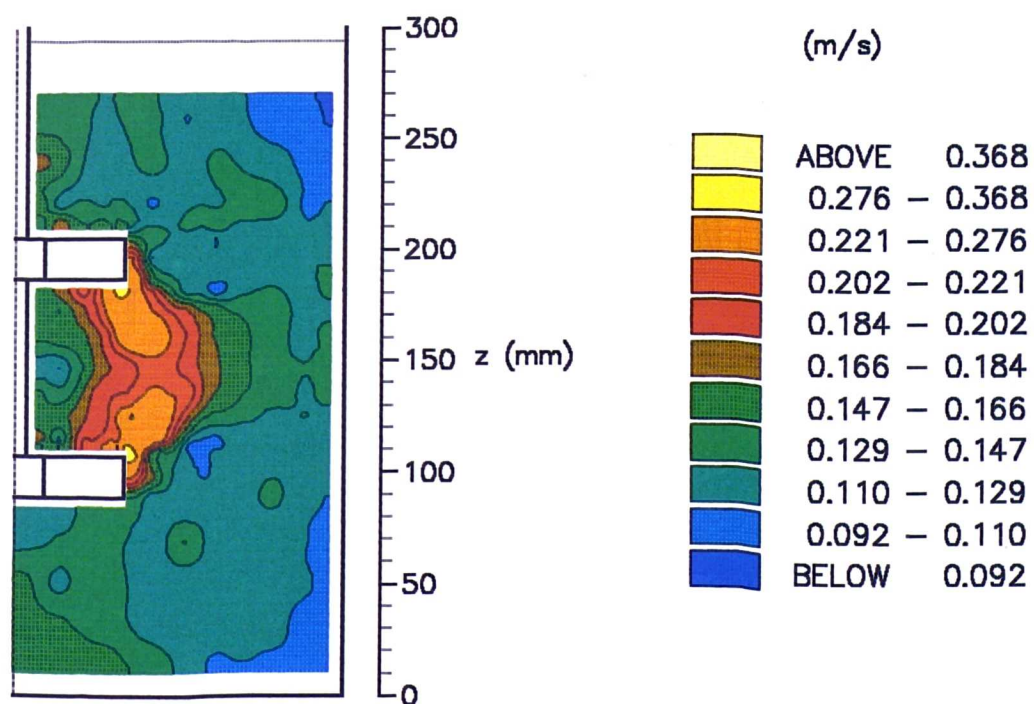 300
(m/s)
250
ABOVE 0.368
0.276 – 0.368
200
0.221 – 0.276
0.202 – 0.221
0.184 – 0.202
150 z (mm)
0.166 – 0.184
0.147 – 0.166
0.129 – 0.147
100
0.110 – 0.129
0.092 – 0.110
50
BELOW 0.092
0